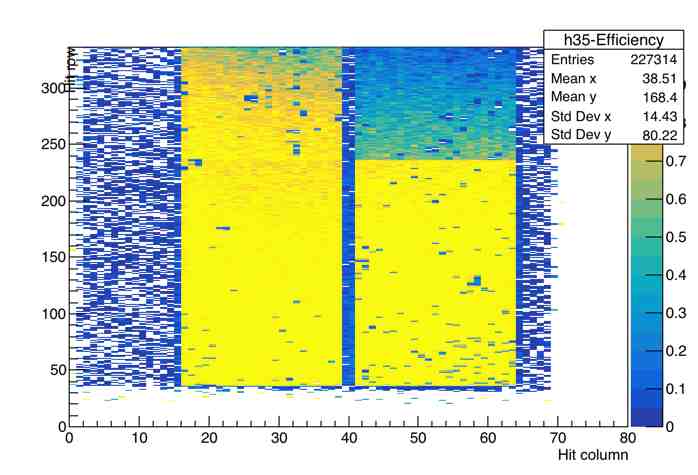 h35-Efficiency
Entries 227314
Mean x 38.51
Mean y 168.4
Std Dev x 14.43
Std Dev y 80.22
300
250
200
150
100
50
0
0 10 20 30 40 50 60 70 80
Hit column
0.7
0.6
0.5
0.4
0.3
0.2
0.1
0